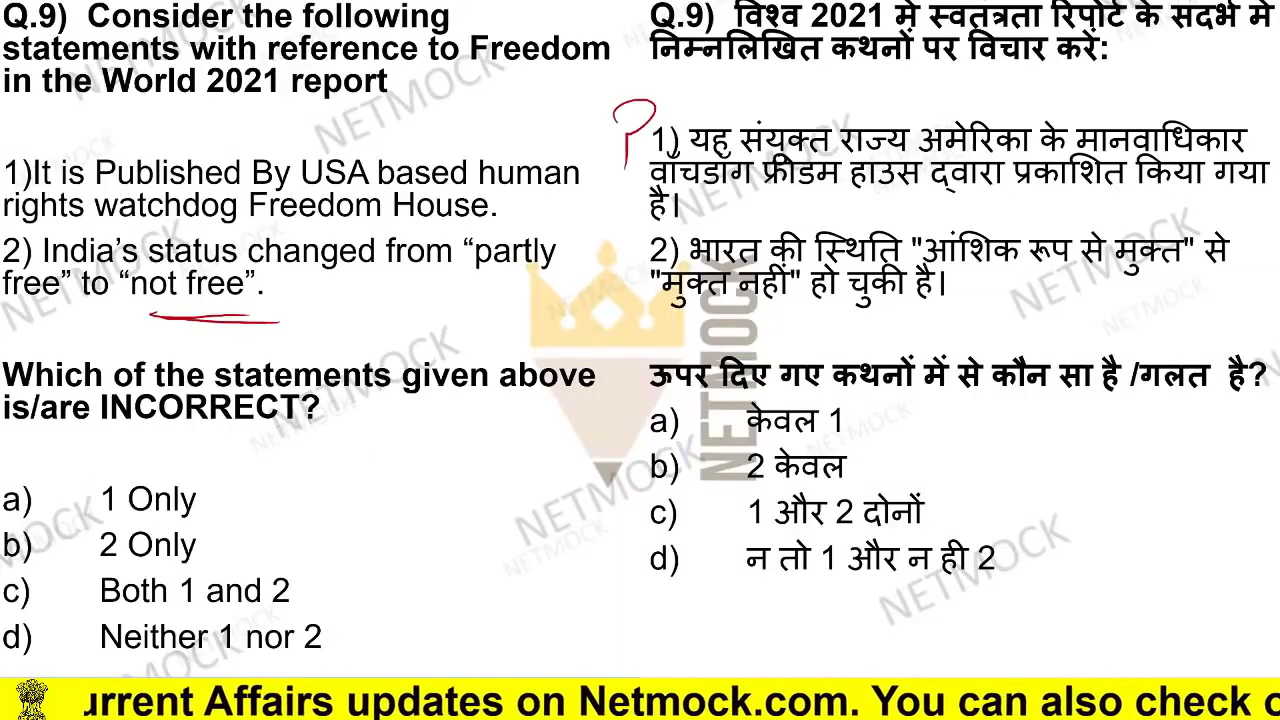 Q.9) Consider the following
statements with reference to Freedom
in the World 2021 report
1)It is Published By USA based human
rights watchdog Freedom House.
2) India’s status changed from “partly
free” to “not free”.
Which of the statements given above
is/are INCORRECT?
a) 1 Only
b) 2 Only
c) Both 1 and 2
d) Neither 1 nor 2
Q.9) विश्व 2021 में स्वतंत्रता रिपोर्ट के संदर्भ में
निम्नलिखित कथनों पर विचार करें:
1) यह संयुक्त राज्य अमेरिका के मानवाधिकार
वॉचडॉग फ्रीडम हाउस द्वारा प्रकाशित किया गया
है।
2) भारत की स्थिति "आंशिक रूप से मुक्त" से
"मुक्त नहीं" हो चुकी है।
ऊपर दिए गए कथनों में से कौन सा है /गलत है?
a) केवल 1
b) 2 केवल
c) 1 और 2 दोनों
d) न तो 1 और न ही 2
NETMOCK
urrent Affairs updates on Netmock.com. You can also check o